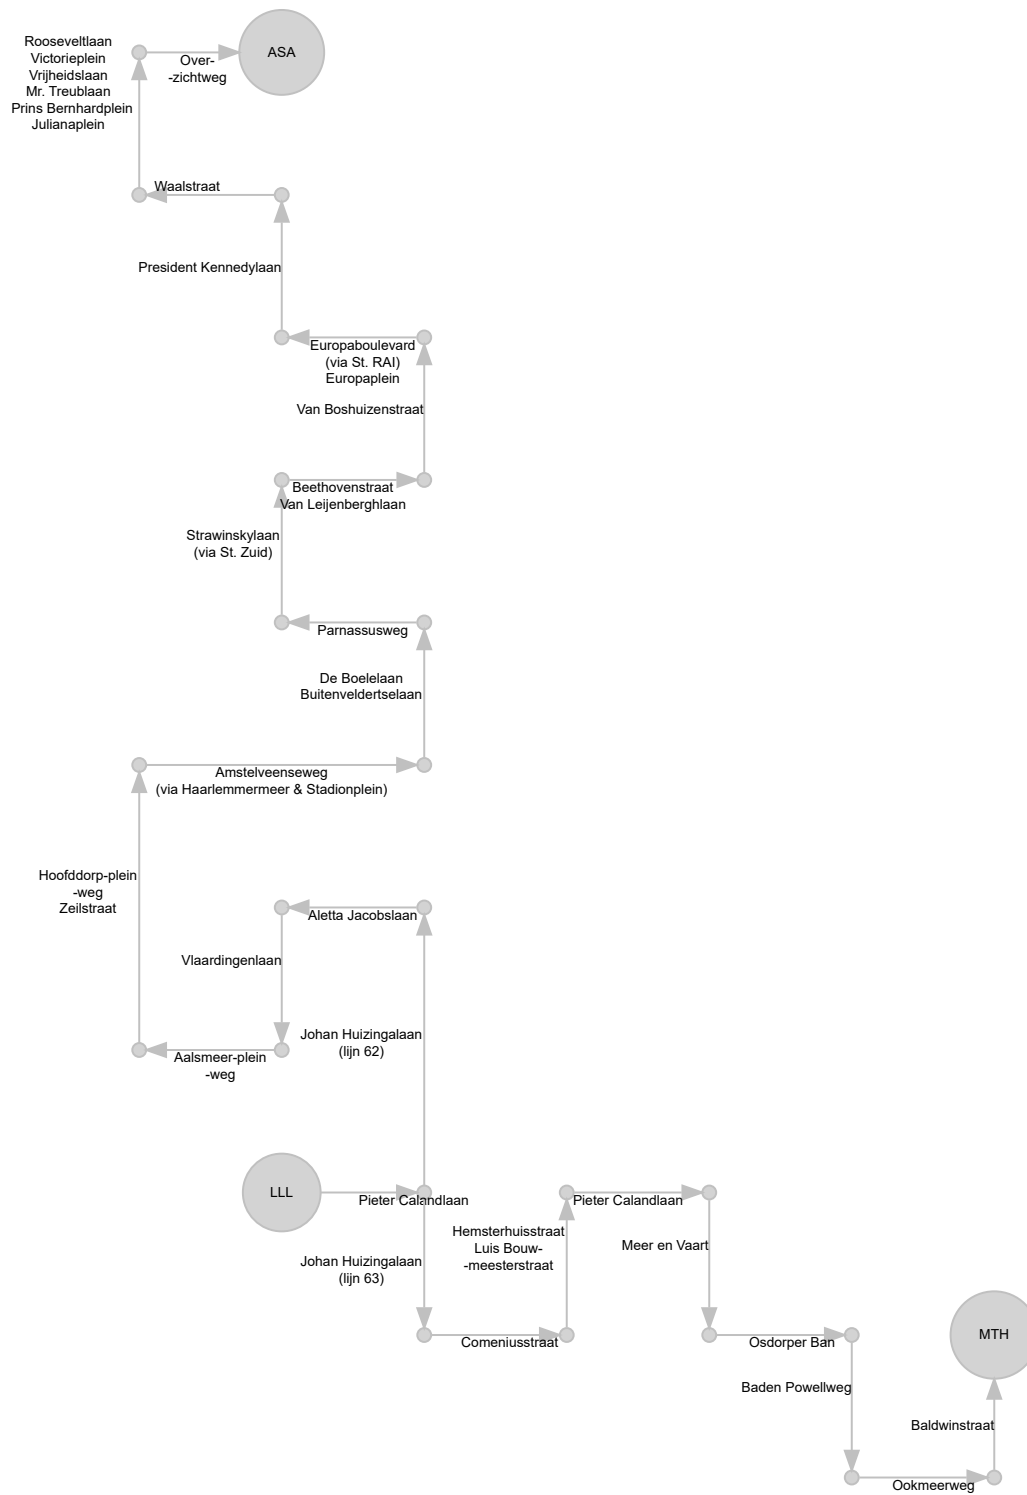 Rooseveltlaan
Victorieplein
Vrijheidslaan
Mr. Treublaan
Prins Bernhardplein
Julianaplein
Over-
-zichtweg
ASA
Waalstraat
President Kennedylaan
Europaboulevard
(via St. RAI)
Europaplein
Van Boshuizenstraat
Beethovenstraat
Van Leijenberghlaan
Strawinskylaan
(via St. Zuid)
Parnassusweg
De Boelelaan
Buitenveldertselaan
Amstelveenseweg
(via Haarlemmermeer & Stadionplein)
Hoofddorp-plein
-weg
Zeilstraat
Aletta Jacobslaan
Vlaardingenlaan
Johan Huizingalaan
(lijn 62)
Aalsmeer-plein
-weg
LLL
Pieter Calandlaan
Johan Huizingalaan
(lijn 63)
Hemsterhuisstraat
Luis Bouw-
-meesterstraat
Pieter Calandlaan
Meer en Vaart
Comeniusstraat
Osdorper Ban
MTH
Baden Powellweg
Baldwinstraat
Ookmeerweg